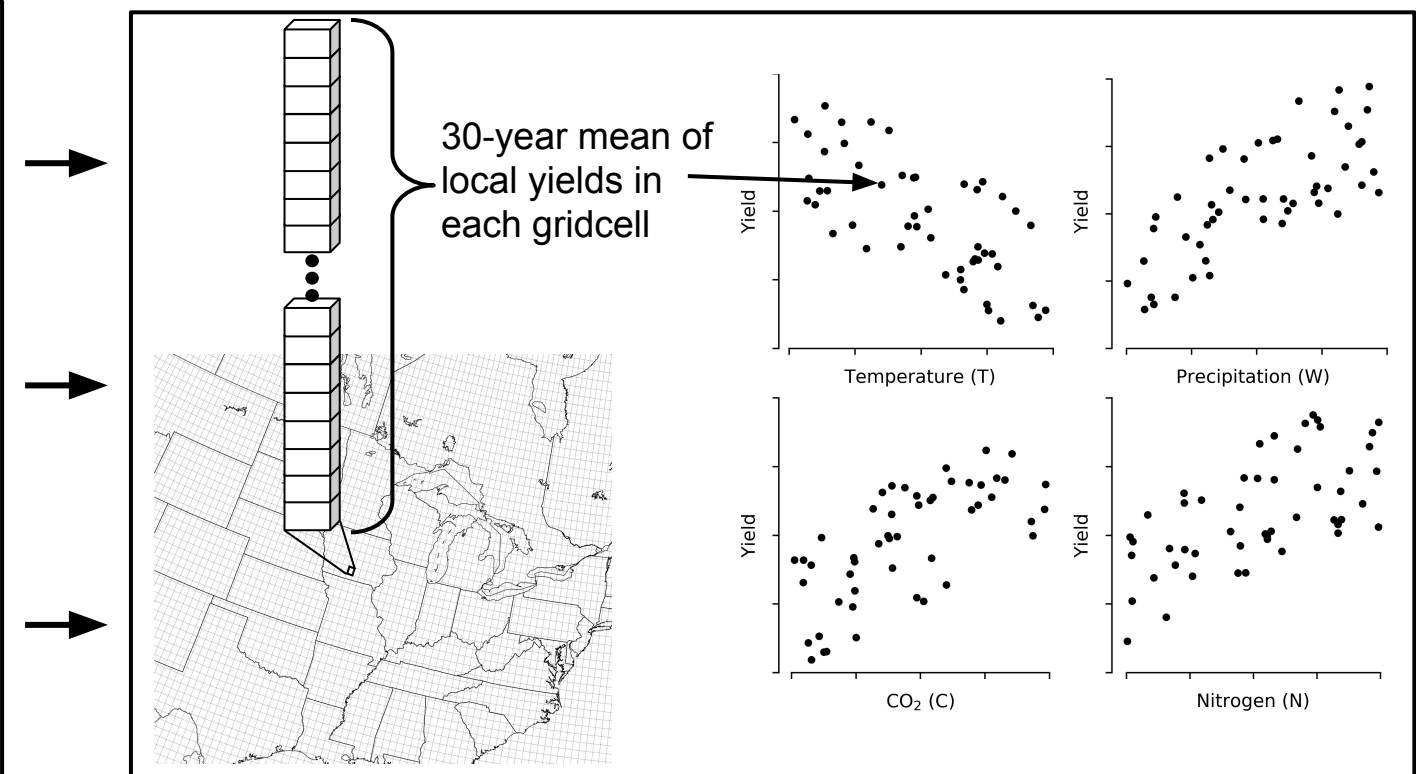 30-year mean of
local yields in
each gridcell
Yield
Temperature (T)
Yield
Precipitation (W)
Yield
CO₂ (C)
Yield
Nitrogen (N)